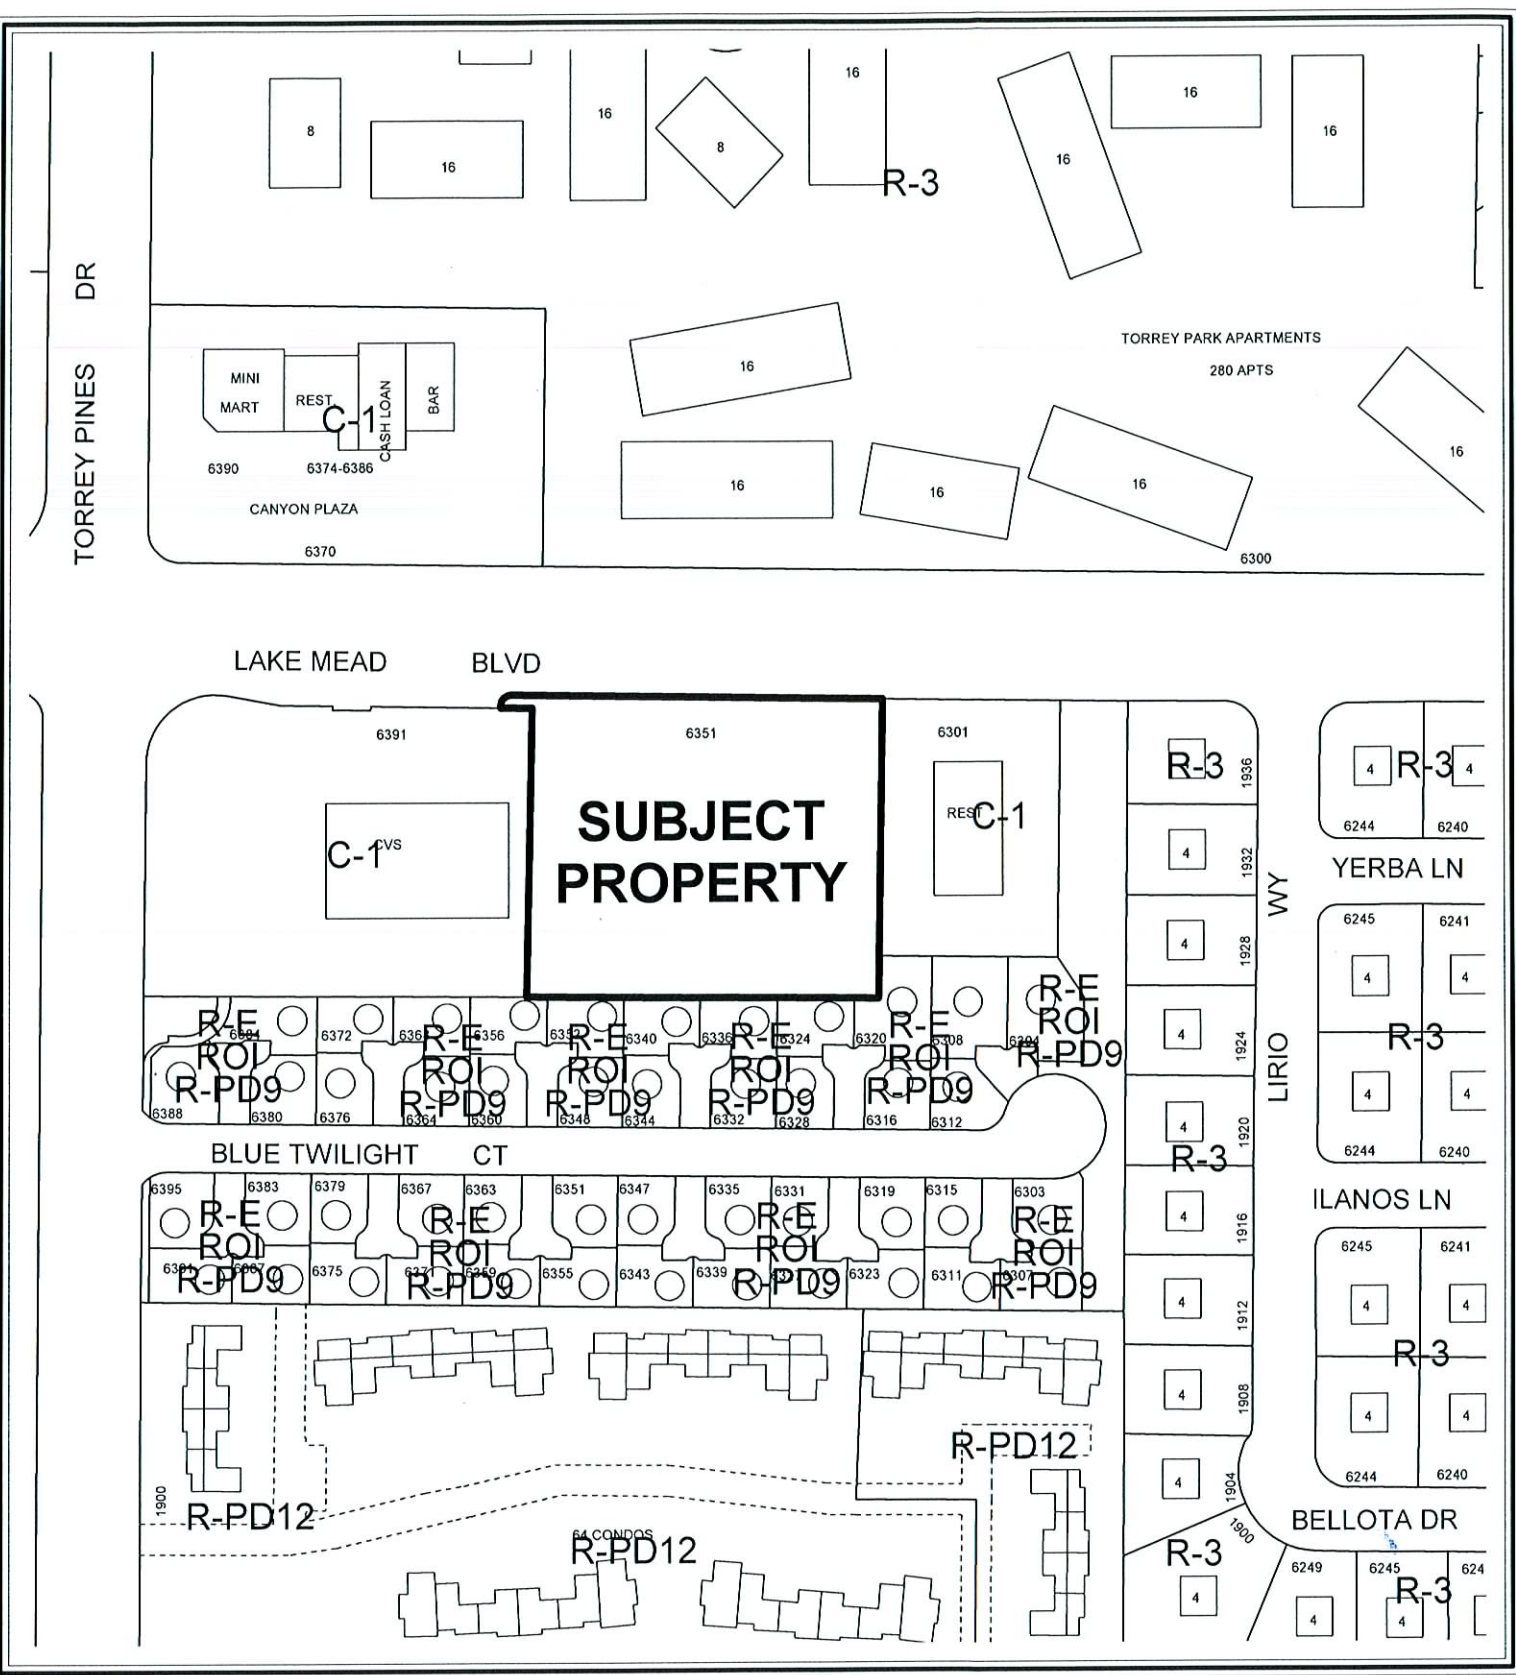 8
16
16
8
16
R-3
16
16
16
TORREY PINES DR
16
TORREY PARK APARTMENTS
280 APTS
MINI
MART
REST
C-1
CASH LOAN
BAR
6390
6374-6386
CANYON PLAZA
6370
16
16
16
16
6300
LAKE MEAD BLVD
6391
6351
6301
SUBJECT
PROPERTY
C-1
CVS
REST
C-1
R-3
1936
4
1932
4
1928
4
1924
4
1920
R-3
4
1916
4
1912
4
1908
4
1904
1900
R-3
4
LIRIO WY
4
R-3
4
6244
6240
YERBA LN
6245
6241
4
4
R-3
4
4
6244
6240
ILANOS LN
6245
6241
4
4
R-3
4
4
6244
6240
BELLOTA DR
6249
6245
624
R-3
4
4
R-E
ROI
R-PD9
6384
6372
6356
6340
6336
6324
6320
6308
R-E
ROI
R-PD9
R-E
ROI
R-PD9
R-E
ROI
R-PD9
R-E
ROI
R-PD9
R-E
ROI
R-PD9
6388
6380
6376
6364
6360
6348
6344
6332
6328
6316
6312
BLUE TWILIGHT CT
6395
6383
6379
6367
6363
6351
6347
6335
6331
6319
6315
6303
R-E
ROI
R-PD9
R-E
ROI
R-PD9
R-E
ROI
R-PD9
R-E
ROI
R-PD9
6375
6359
6355
6343
6339
6323
6311
6307
1900
R-PD12
R-PD12
64 CONDOS
R-PD12